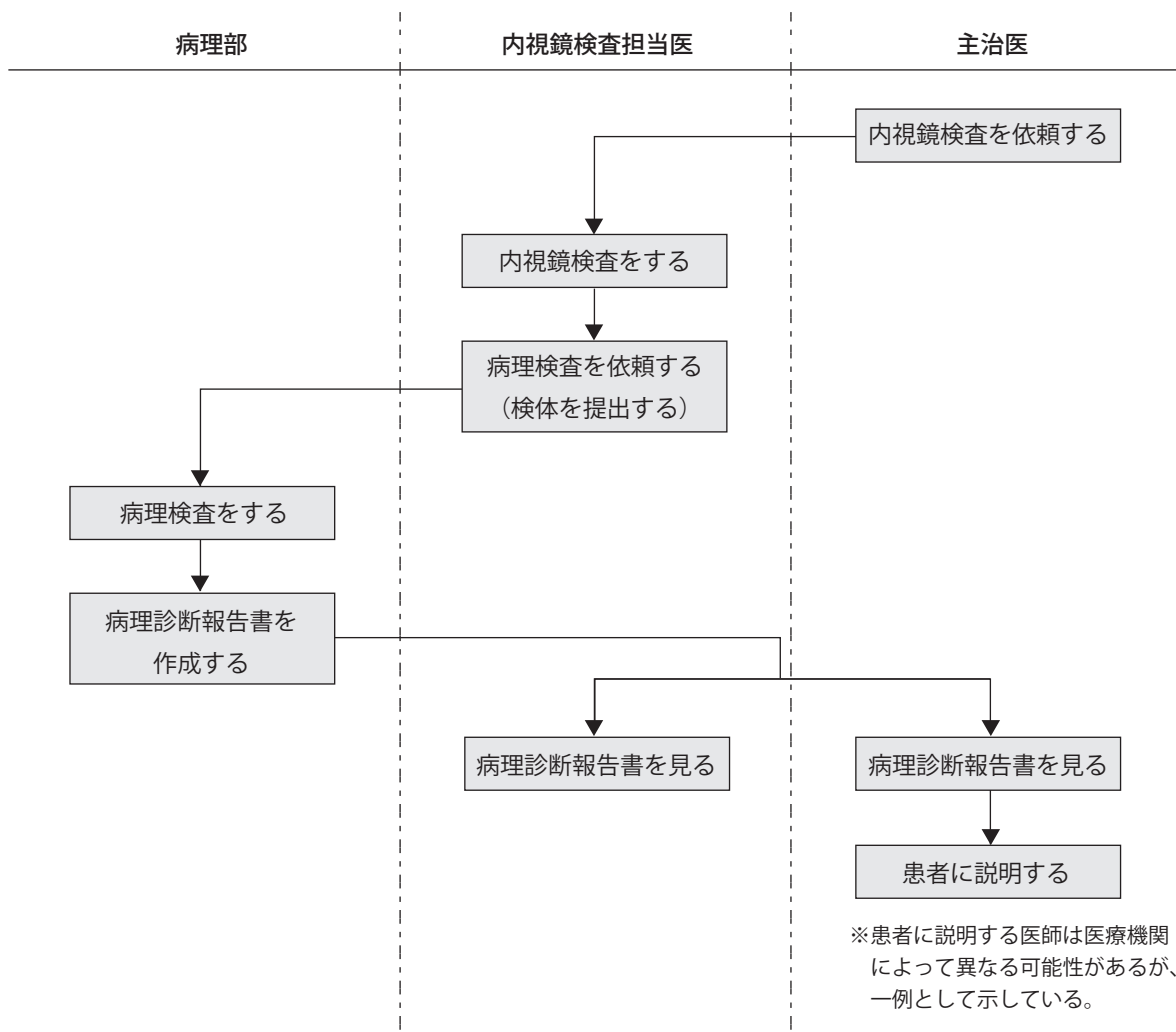 病理部
内視鏡検査担当医
主治医
内視鏡検査を依頼する
内視鏡検査をする
病理検査を依頼する
（検体を提出する）
病理検査をする
病理診断報告書を
作成する
病理診断報告書を見る
病理診断報告書を見る
患者に説明する
※患者に説明する医師は医療機関
によって異なる可能性があるが、
一例として示している。